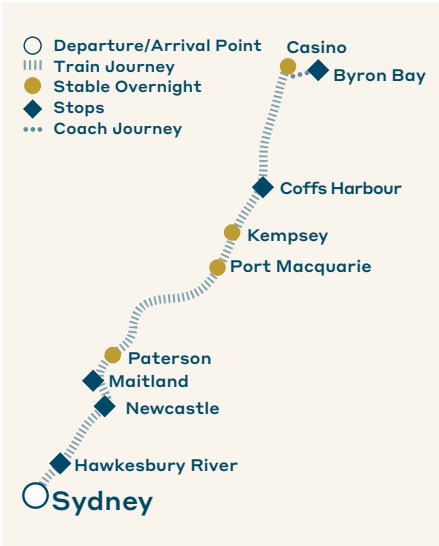 Departure/Arrival Point
Train Journey
Stable Overnight
Stops
Coach Journey
Casino
Byron Bay
Coffs Harbour
Kempsey
Port Macquarie
Paterson
Maitland
Newcastle
Hawkesbury River
Sydney